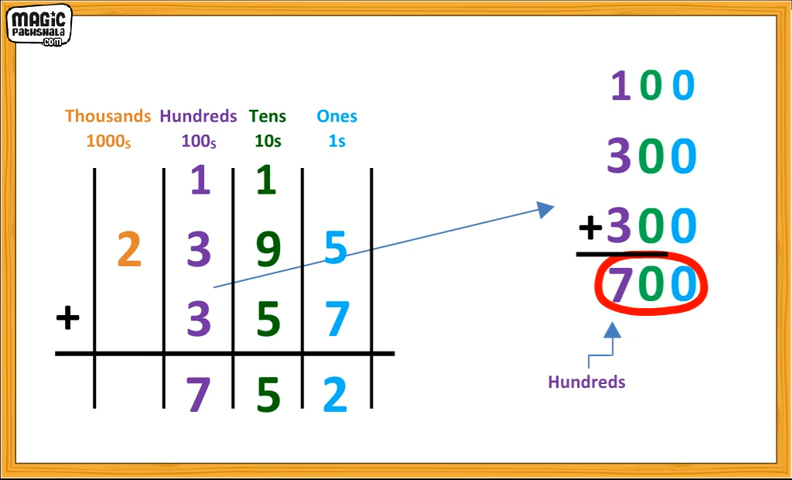 MAGIC
PATHSHALA
.COM
Thousands Hundreds Tens Ones
1000s 100s 10s 1s
1 1
2 3 9 5
+ 3 5 7
7 5 2
100
300
+300
700
Hundreds